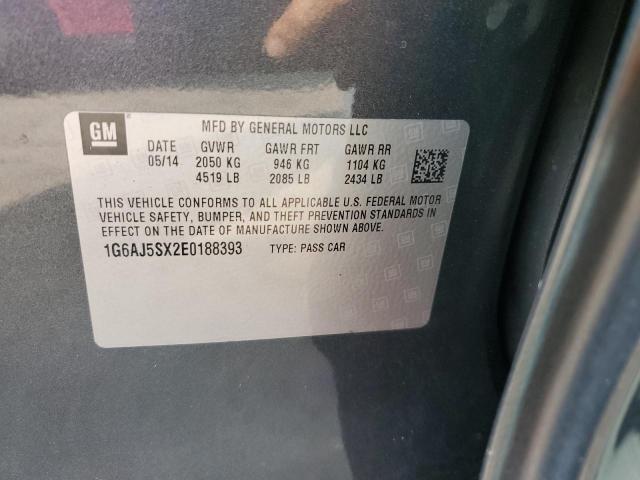 GM
MFD BY GENERAL MOTORS LLC
DATE GVWR GAWR FRT GAWR RR
05/14 2050 KG 946 KG 1104 KG
4519 LB 2085 LB 2434 LB
THIS VEHICLE CONFORMS TO ALL APPLICABLE U.S. FEDERAL MOTOR
VEHICLE SAFETY, BUMPER, AND THEFT PREVENTION STANDARDS IN
EFFECT ON THE DATE OF MANUFACTURE SHOWN ABOVE.
1G6AJ5SX2E0188393 TYPE: PASS CAR